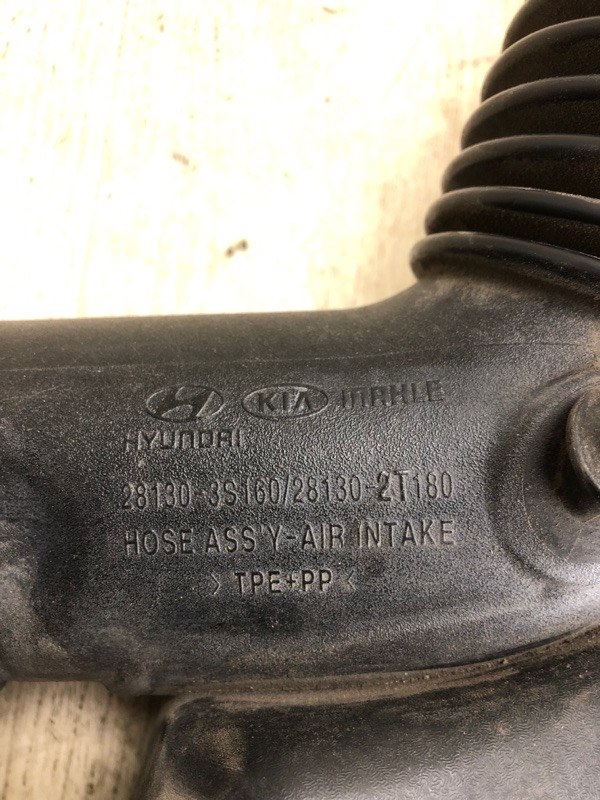 KIA MAHLE
HYUNDAI
28130-3S160/28130-2T180
HOSE ASS'Y-AIR INTAKE
> TPE+PP <